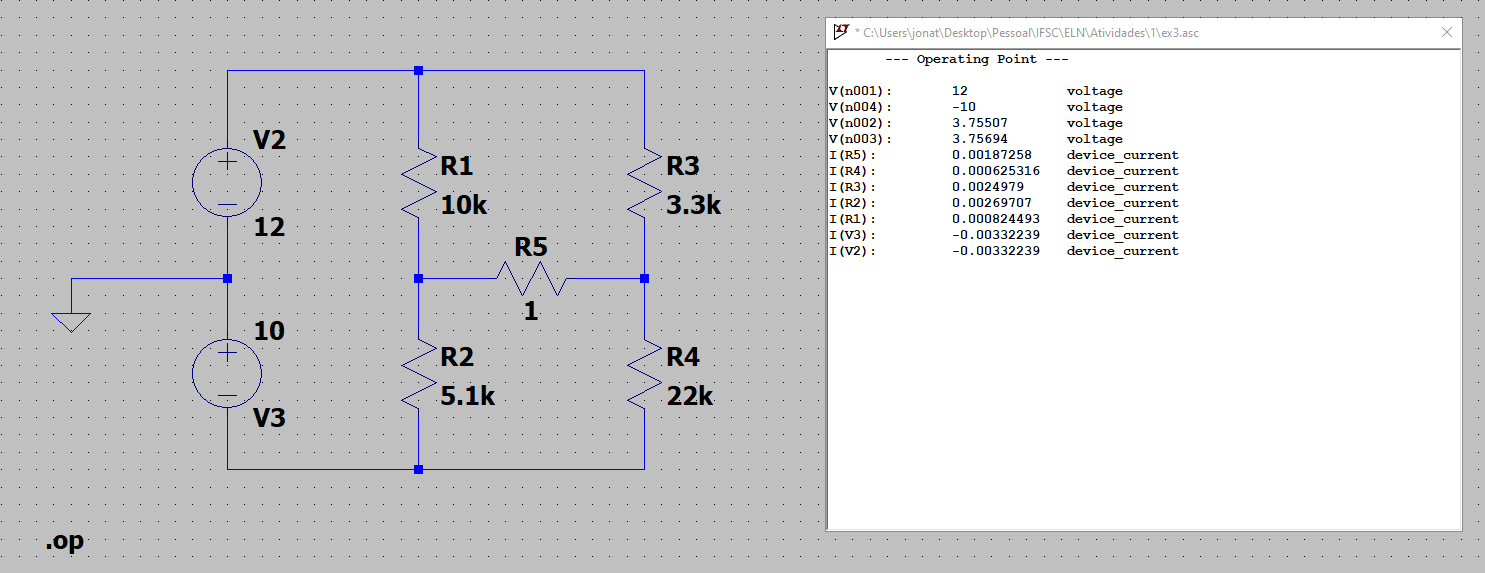 V2
12
10
V3
R1
10k
R3
3.3k
R5
1
R2
5.1k
R4
22k
.op
* C:\Users\jonat\Desktop\Pessoal\IFSC\ELN\Atividades\1\ex3.asc
--- Operating Point ---
V(n001): 12 voltage
V(n004): -10 voltage
V(n002): 3.75507 voltage
V(n003): 3.75694 voltage
I(R5): 0.00187258 device_current
I(R4): 0.000625316 device_current
I(R3): 0.0024979 device_current
I(R2): 0.00269707 device_current
I(R1): 0.000824493 device_current
I(V3): -0.00332239 device_current
I(V2): -0.00332239 device_current